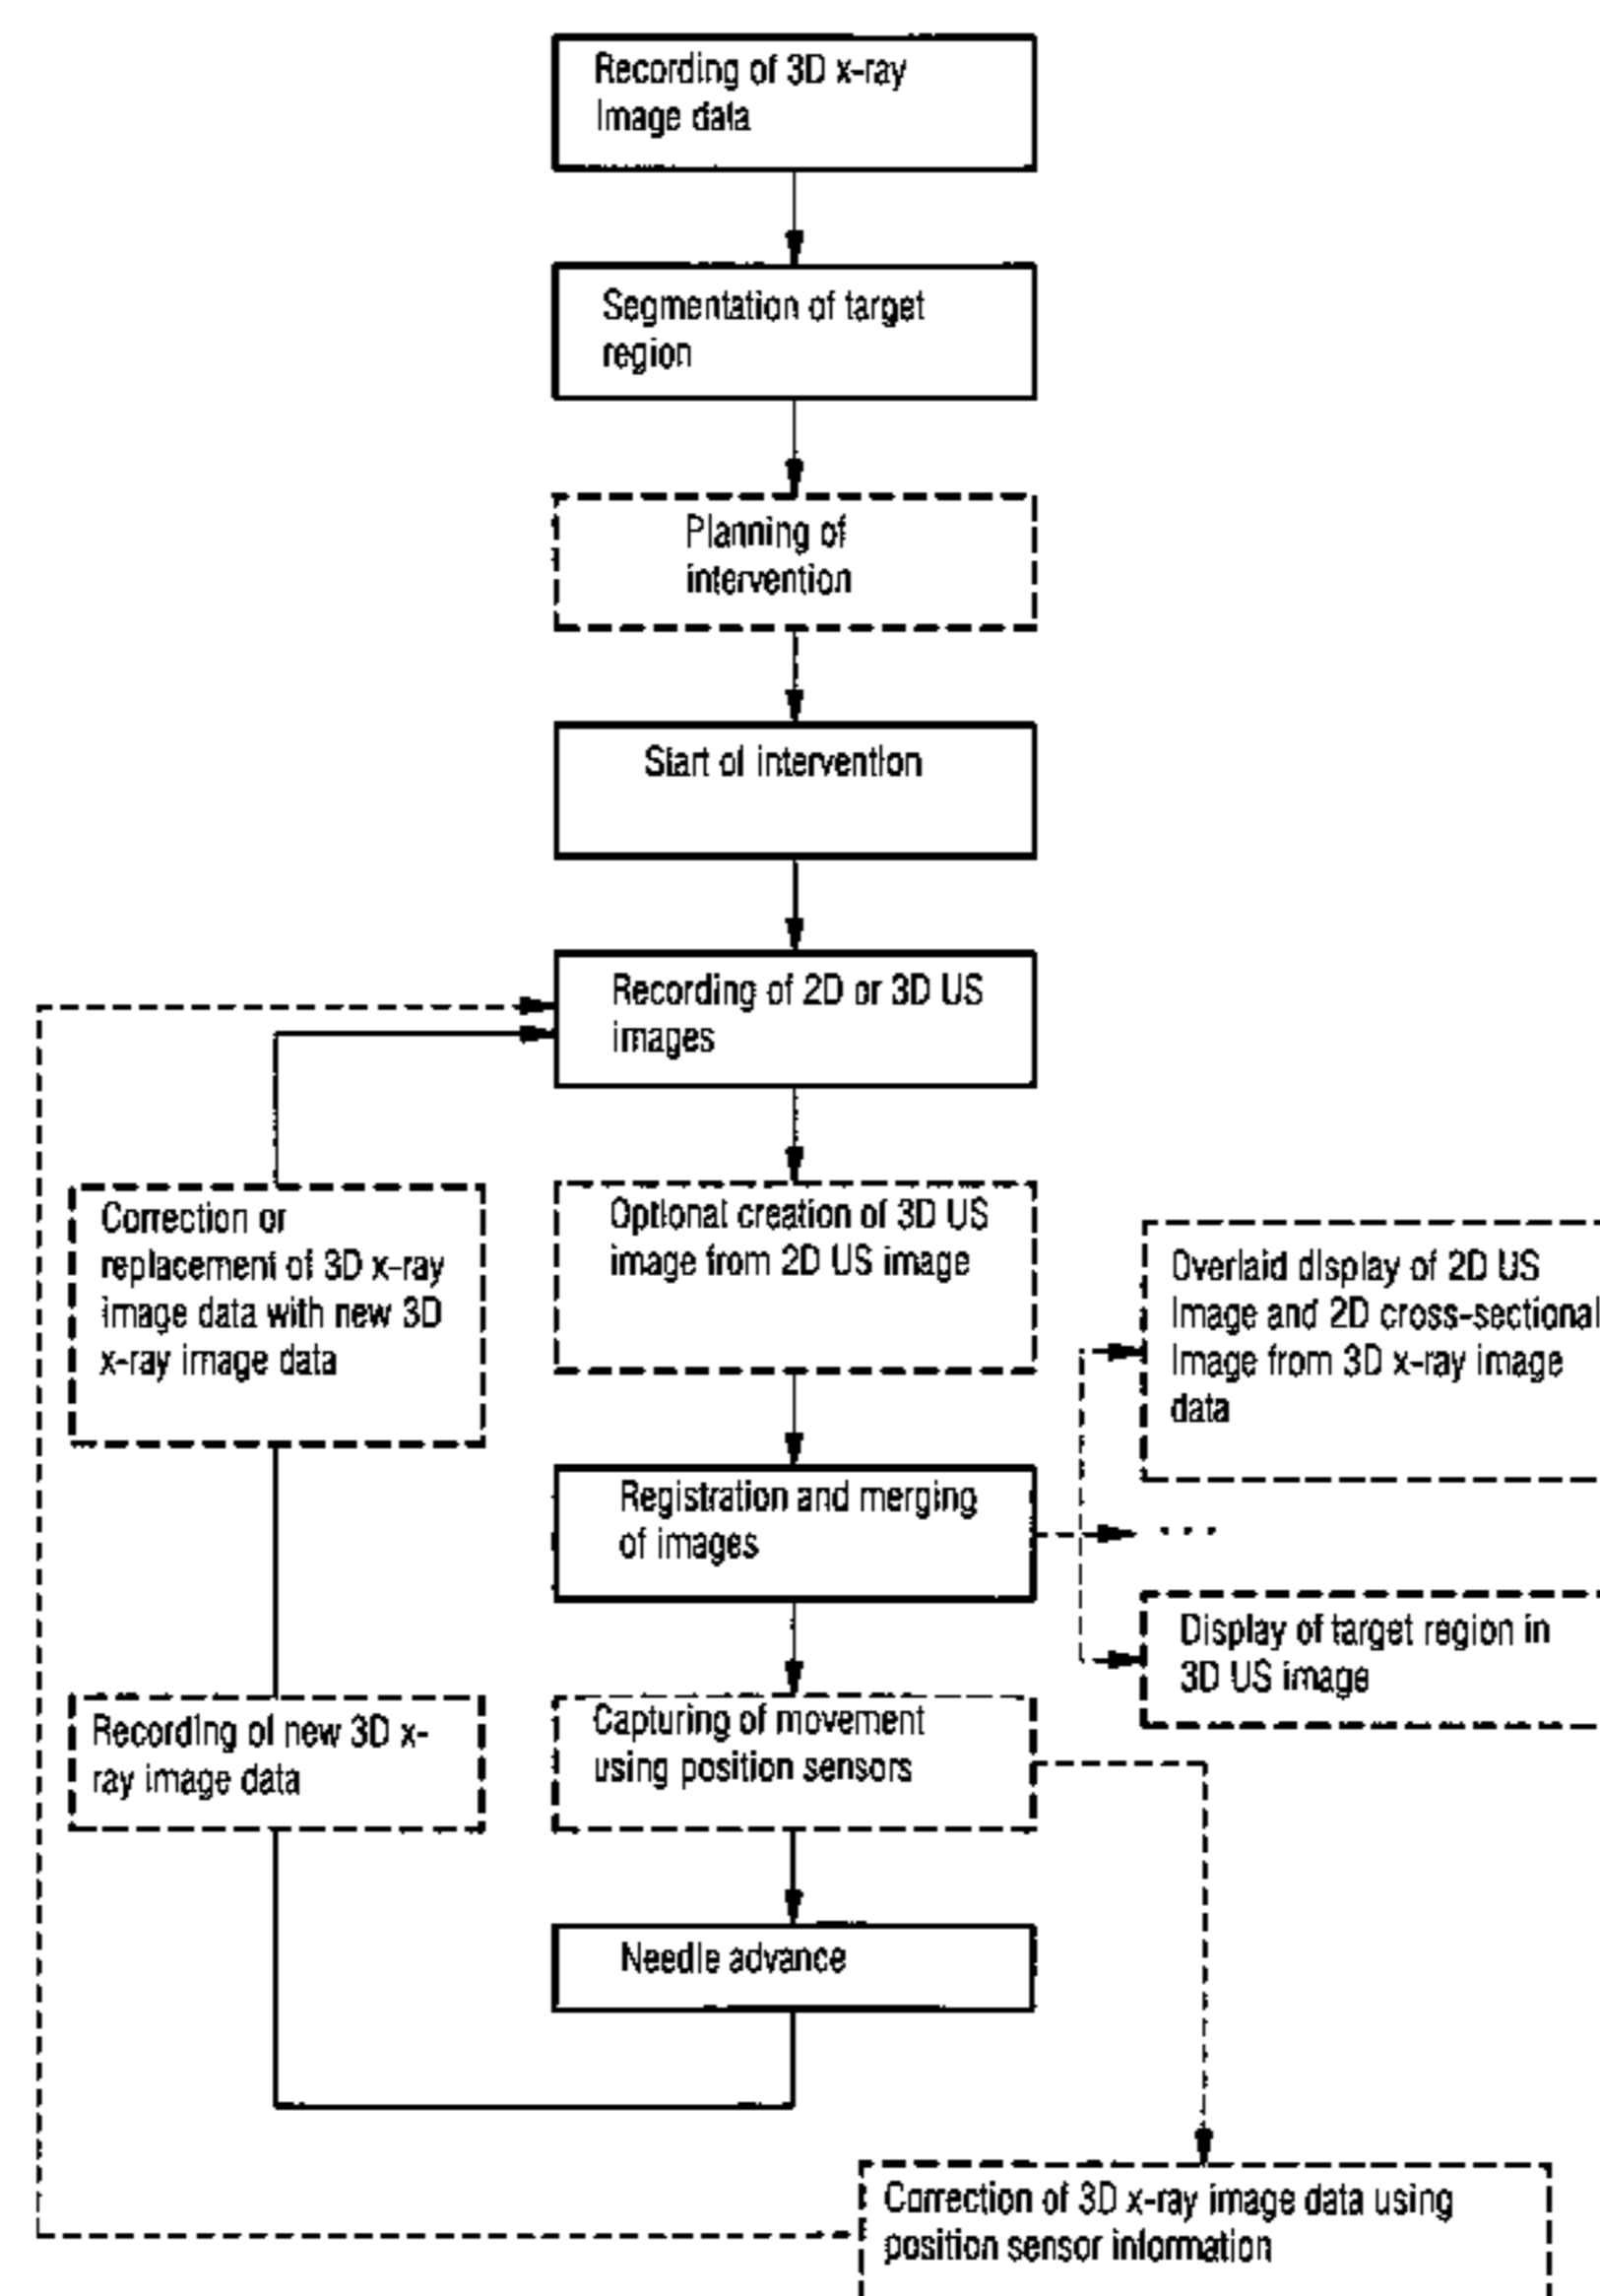 Recording of 3D x-ray
Image data
Segmentation of target
region
Planning of
intervention
Start of intervention
Recording of 2D or 3D US
images
Correction or
replacement of 3D x-ray
image data with new 3D
x-ray image data
Optional creation of 3D US
image from 2D US image
Overlaid display of 2D US
Image and 2D cross-sectional
Image from 3D x-ray image
data
Registration and merging
of images
. . .
Display of target region in
3D US image
Recording of new 3D x-
ray image data
Capturing of movement
using position sensors
Needle advance
Correction of 3D x-ray image data using
position sensor information